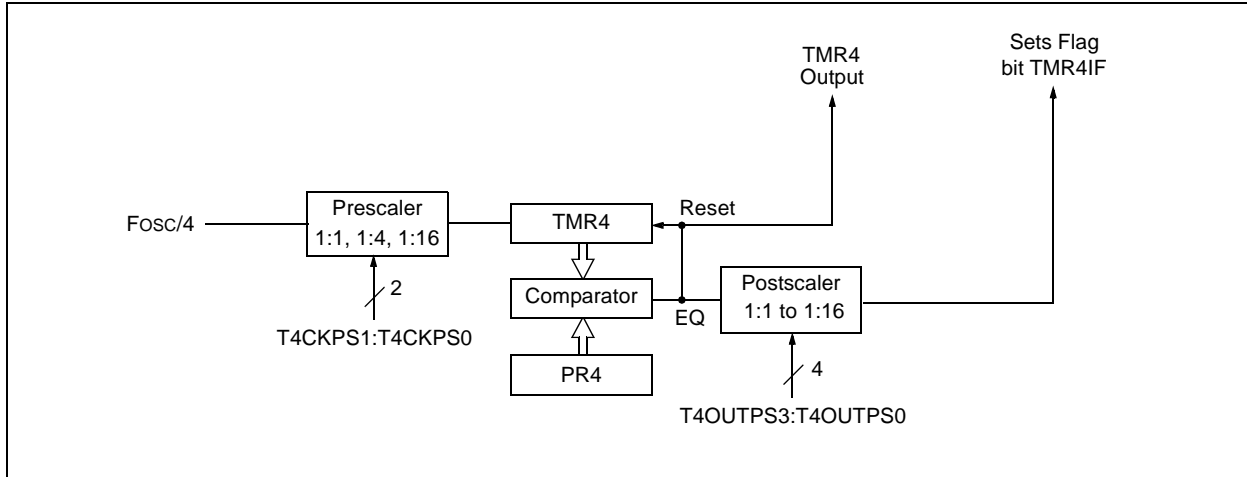 TMR4
Output
Sets Flag
bit TMR4IF
Fosc/4
Prescaler
1:1, 1:4, 1:16
2
T4CKPS1:T4CKPS0
TMR4
Reset
Comparator
EQ
PR4
Postscaler
1:1 to 1:16
4
T4OUTPS3:T4OUTPS0